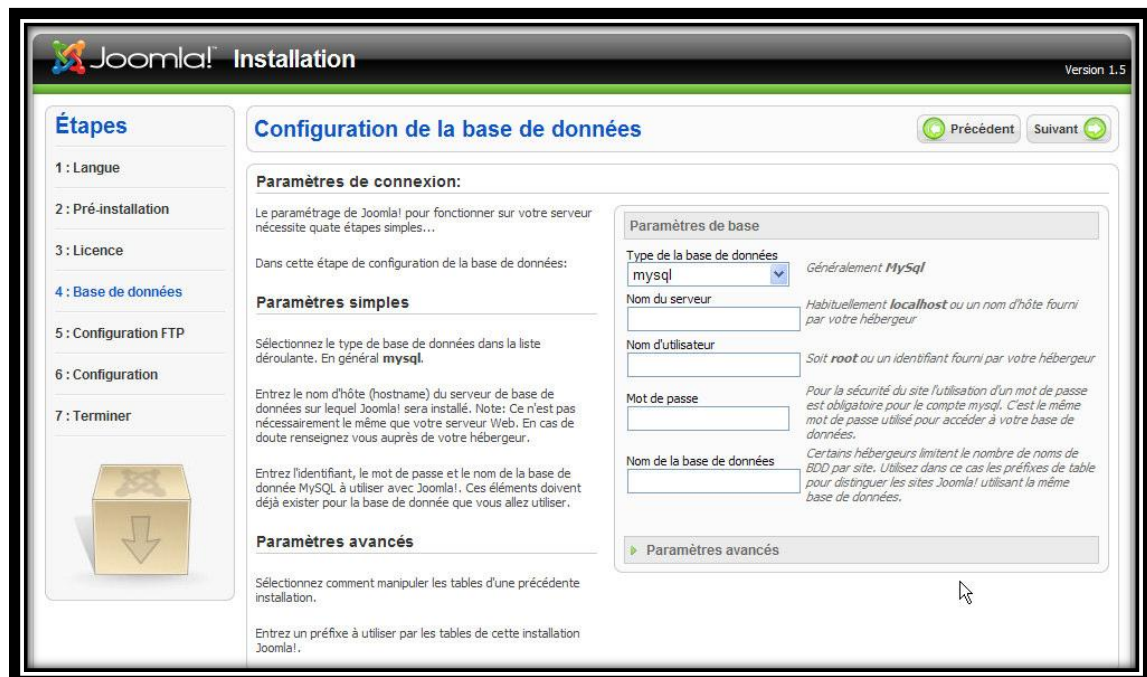 Joomla! Installation
Version 1.5
Étapes
1 : Langue
2 : Pré-installation
3 : Licence
4 : Base de données
5 : Configuration FTP
6 : Configuration
7 : Terminer
Configuration de la base de données
Précédent
Suivant
Paramètres de connexion:
Le paramétrage de Joomla! pour fonctionner sur votre serveur
nécessite quate étapes simples...
Dans cette étape de configuration de la base de données:
Paramètres simples
Sélectionnez le type de base de données dans la liste
déroulante. En général mysql.
Entrez le nom d'hôte (hostname) du serveur de base de
données sur lequel Joomla! sera installé. Note: Ce n'est pas
nécessairement le même que votre serveur Web. En cas de
doute renseignez vous auprès de votre hébergeur.
Entrez l'identifiant, le mot de passe et le nom de la base de
donnée MySQL à utiliser avec Joomla!. Ces éléments doivent
déjà exister pour la base de donnée que vous allez utiliser.
Paramètres avancés
Sélectionnez comment manipuler les tables d'une précédente
installation.
Entrez un préfixe à utiliser par les tables de cette installation
Joomla!.
Paramètres de base
Type de la base de données
mysql
Généralement MySql
Nom du serveur
Habituellement localhost ou un nom d'hôte fourni
par votre hébergeur
Nom d'utilisateur
Soit root ou un identifiant fourni par votre hébergeur
Mot de passe
Pour la sécurité du site l'utilisation d'un mot de passe
est obligatoire pour le compte mysql. C'est le même
mot de passe utilisé pour accéder à votre base de
données.
Nom de la base de données
Certains hébergeurs limitent le nombre de noms de
BDD par site. Utilisez dans ce cas les préfixes de table
pour distinguer les sites Joomla! utilisant la même
base de données.
Paramètres avancés